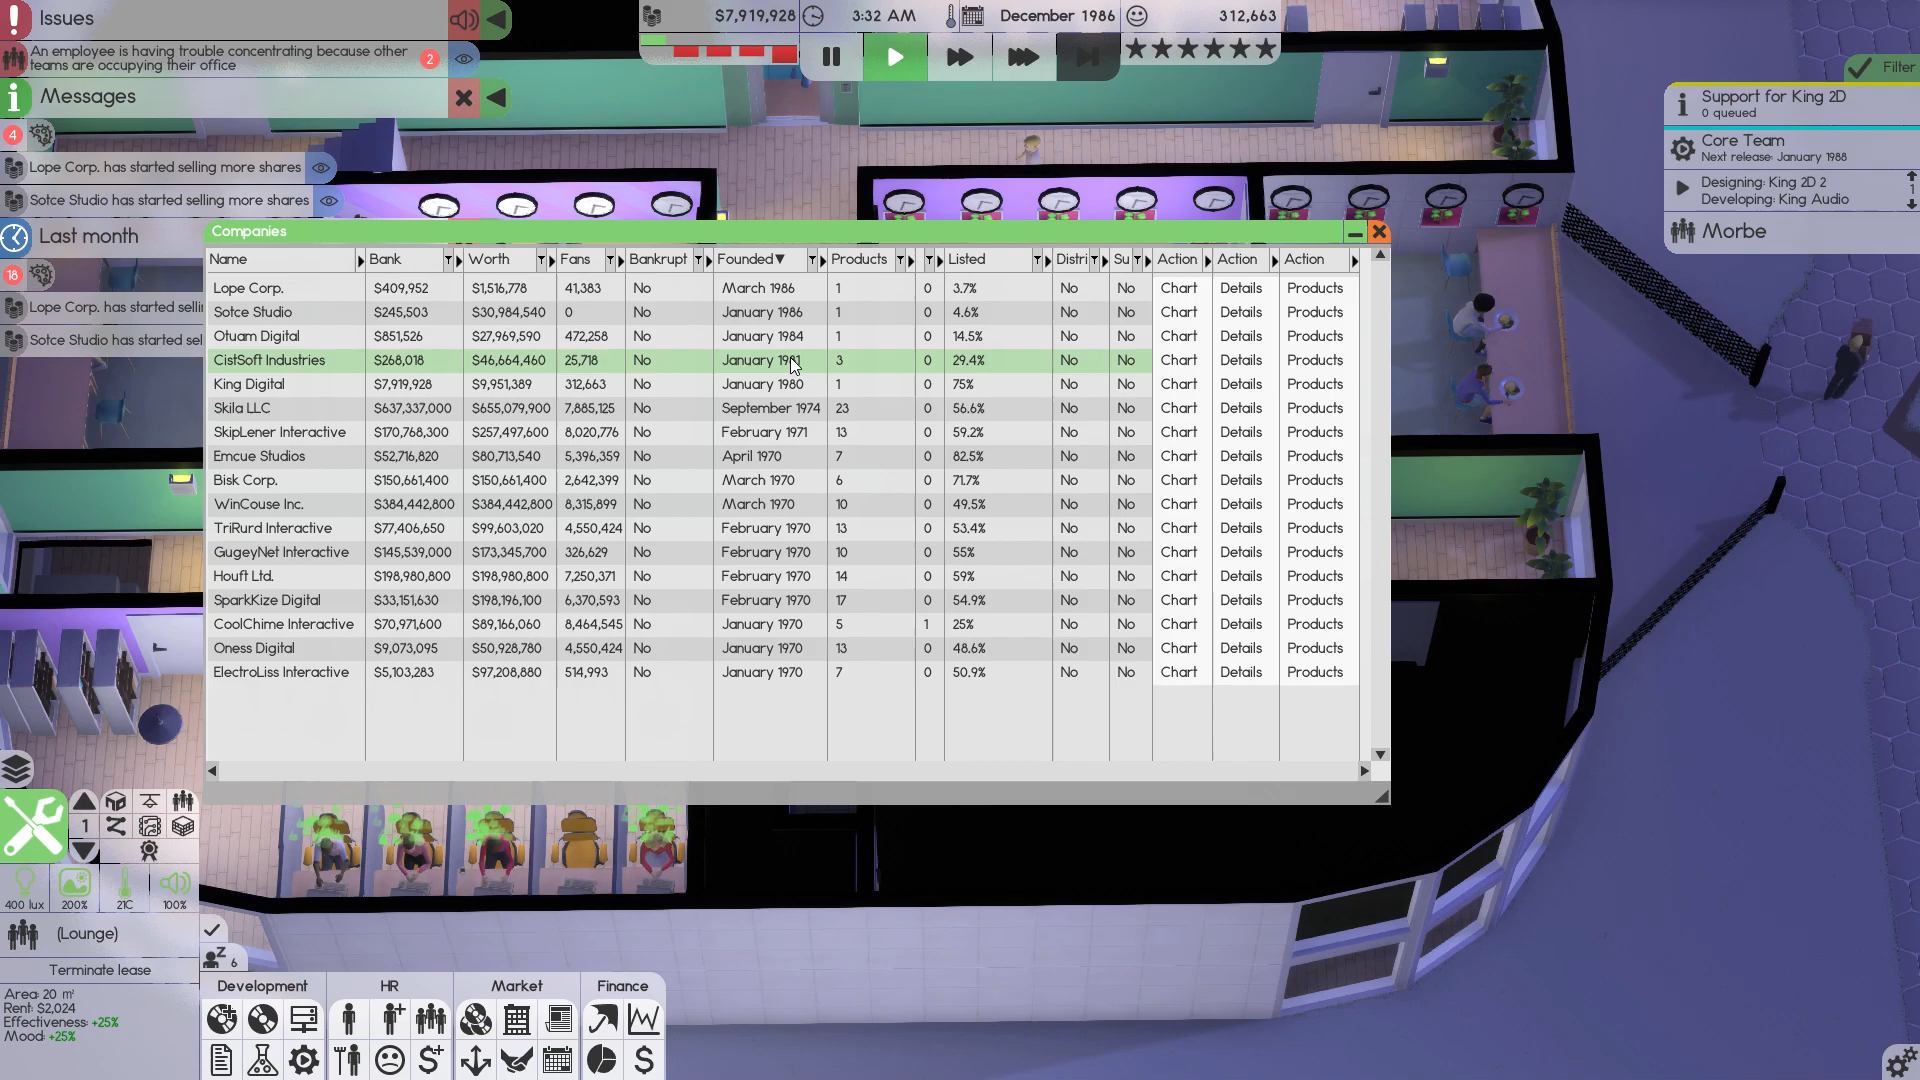 Issues
An employee is having trouble concentrating because other
teams are occupying their office
2
Messages
4
Lope Corp. has started selling more shares
Sotce Studio has started selling more shares
Last month
18
Lope Corp. has started selli
Sotce Studio has started sel
$7,919,928
3:32 AM
December 1986
312,663
Filter
Support for King 2D
0 queued
Core Team
Next release: January 1988
Designing: King 2D 2
Developing: King Audio
1
Morbe
Companies
Name Bank Worth Fans Bankrupt Founded▼ Products Listed Distri Su Action Action Action
Lope Corp. $409,952 $1,516,778 41,383 No March 1986 1 0 3.7% No No Chart Details Products
Sotce Studio $245,503 $30,984,540 0 No January 1986 1 0 4.6% No No Chart Details Products
Otuam Digital $851,526 $27,969,590 472,258 No January 1984 1 0 14.5% No No Chart Details Products
CistSoft Industries $268,018 $46,664,460 25,718 No January 3 0 29.4% No No Chart Details Products
King Digital $7,919,928 $9,951,389 312,663 No January 1980 1 0 75% No No Chart Details Products
Skila LLC $637,337,000 $655,079,900 7,885,125 No September 1974 23 0 56.6% No No Chart Details Products
SkipLener Interactive $170,768,300 $257,497,600 8,020,776 No February 1971 13 0 59.2% No No Chart Details Products
Emcue Studios $52,716,820 $80,713,540 5,396,359 No April 1970 7 0 82.5% No No Chart Details Products
Bisk Corp. $150,661,400 $150,661,400 2,642,399 No March 1970 6 0 71.7% No No Chart Details Products
WinCouse Inc. $384,442,800 $384,442,800 8,315,899 No March 1970 10 0 49.5% No No Chart Details Products
TriRurd Interactive $77,406,650 $99,603,020 4,550,424 No February 1970 13 0 53.4% No No Chart Details Products
GugeyNet Interactive $145,539,000 $173,345,700 326,629 No February 1970 10 0 55% No No Chart Details Products
Houft Ltd. $198,980,800 $198,980,800 7,250,371 No February 1970 14 0 59% No No Chart Details Products
SparkKize Digital $33,151,630 $198,196,100 6,370,593 No February 1970 17 0 54.9% No No Chart Details Products
CoolChime Interactive $70,971,600 $89,166,060 8,464,545 No January 1970 5 1 25% No No Chart Details Products
Oness Digital $9,073,095 $50,928,780 4,550,424 No January 1970 13 0 48.6% No No Chart Details Products
ElectroLiss Interactive $5,103,283 $97,208,880 514,993 No January 1970 7 0 50.9% No No Chart Details Products
1
400 lux 200% 21C 100%
(Lounge)
Z 6
Terminate lease
Area: 20 m²
Rent: $2,024
Effectiveness: +25%
Mood: +25%
Development HR Market Finance